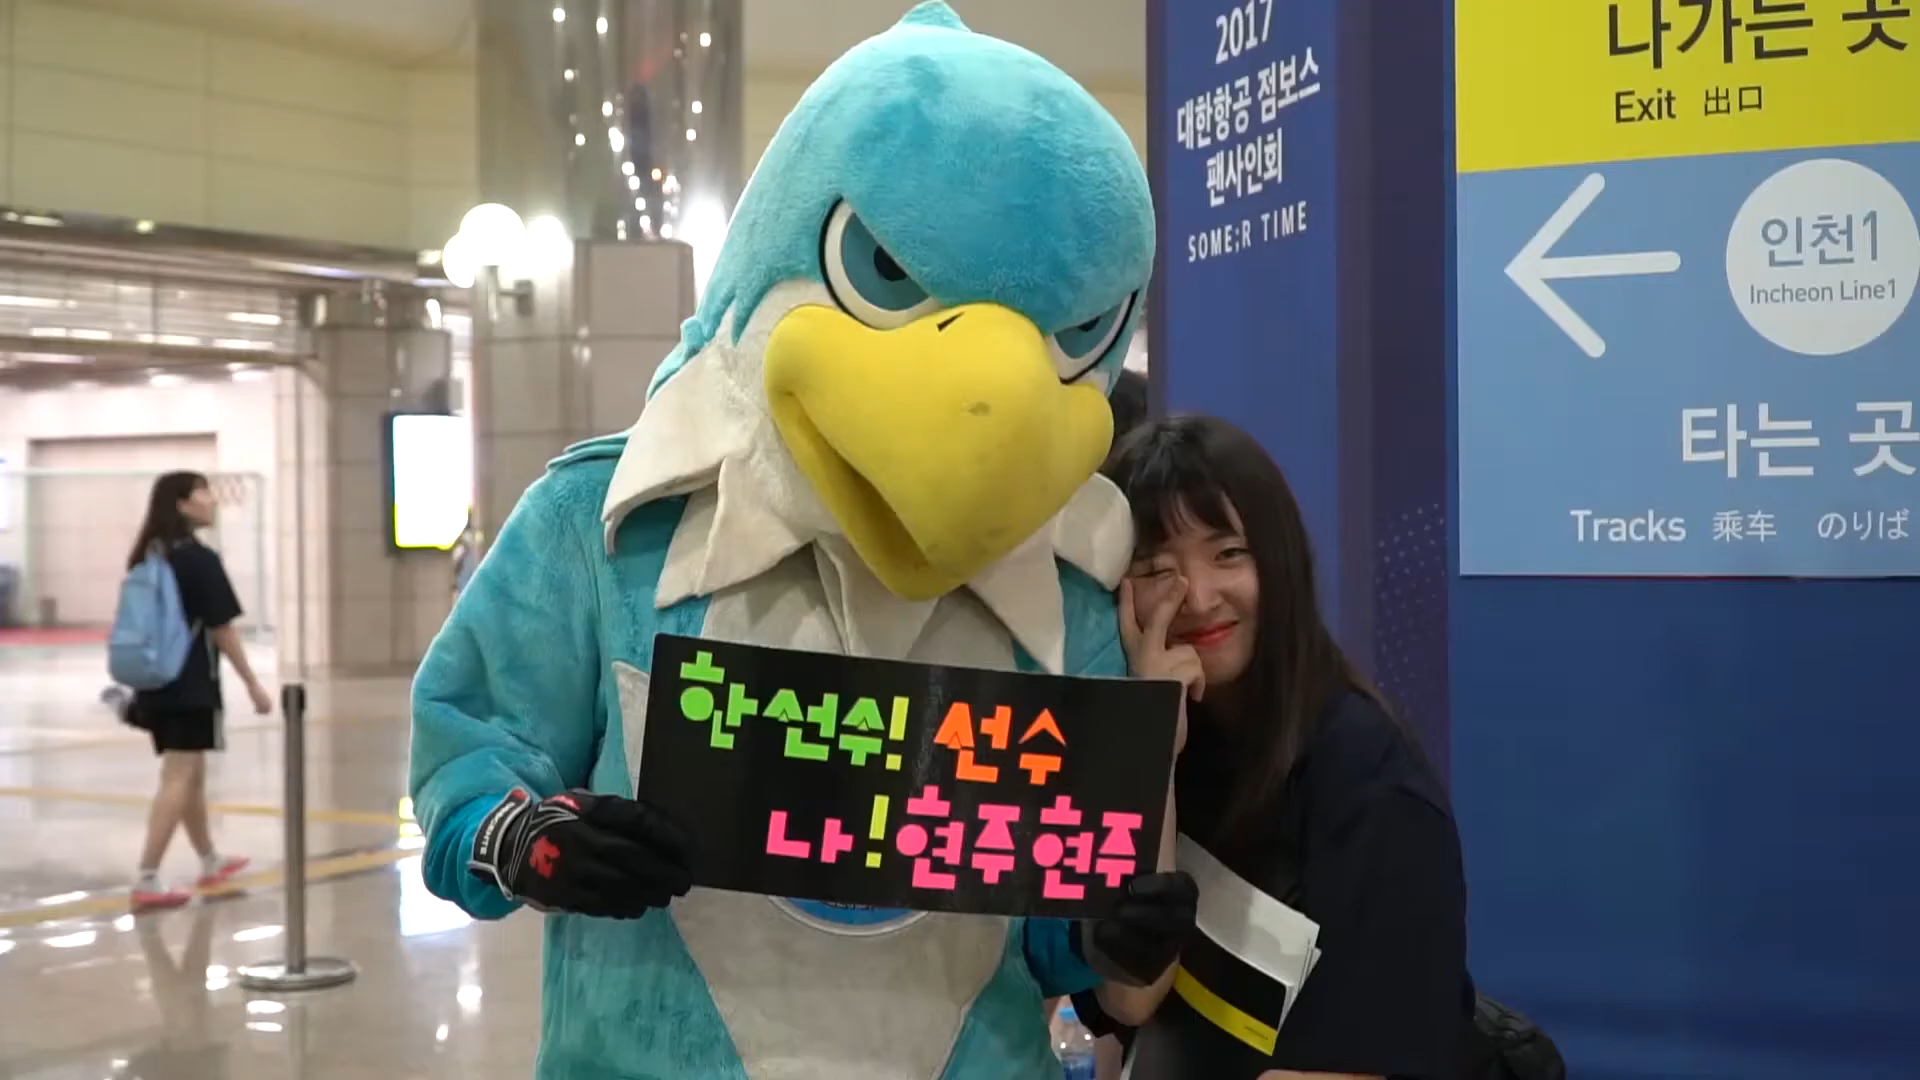 2017
대한항공 점보스
팬사인회
SOME;R TIME
나가는 곳
Exit 出口
인천1
Incheon Line1
타는 곳
Tracks 乘车 のりば
한선수! 선수
나! 현주현주